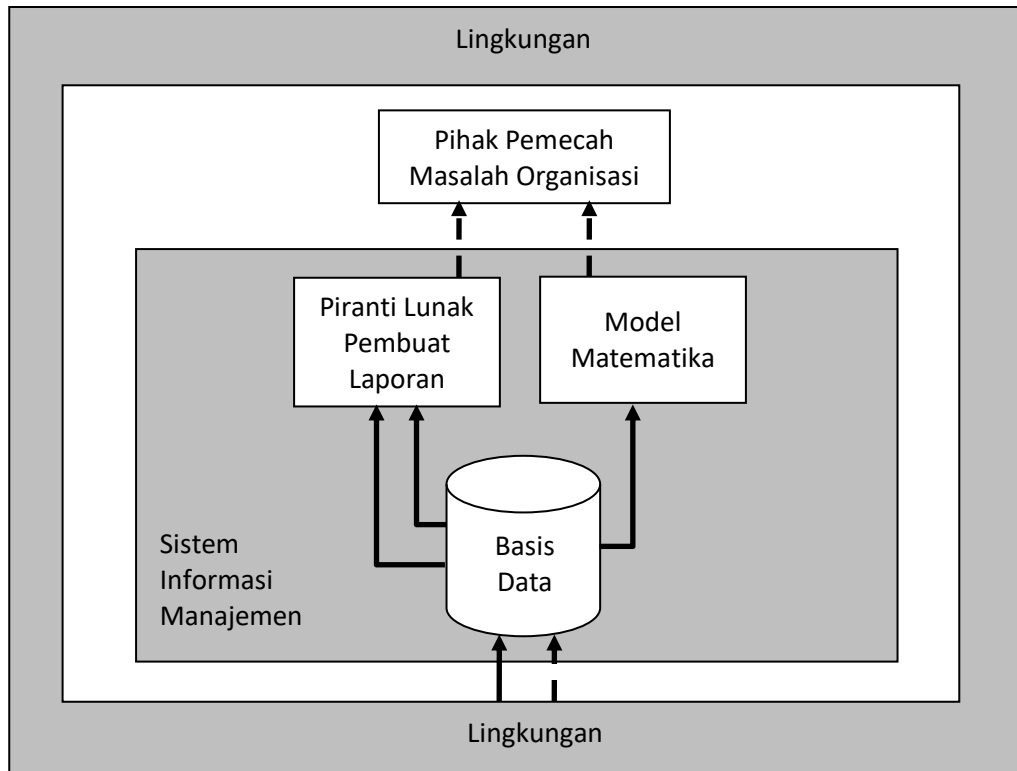 Lingkungan
Pihak Pemecah
Masalah Organisasi
Piranti Lunak
Pembuat
Laporan
Model
Matematika
Basis
Data
Sistem
Informasi
Manajemen
Lingkungan